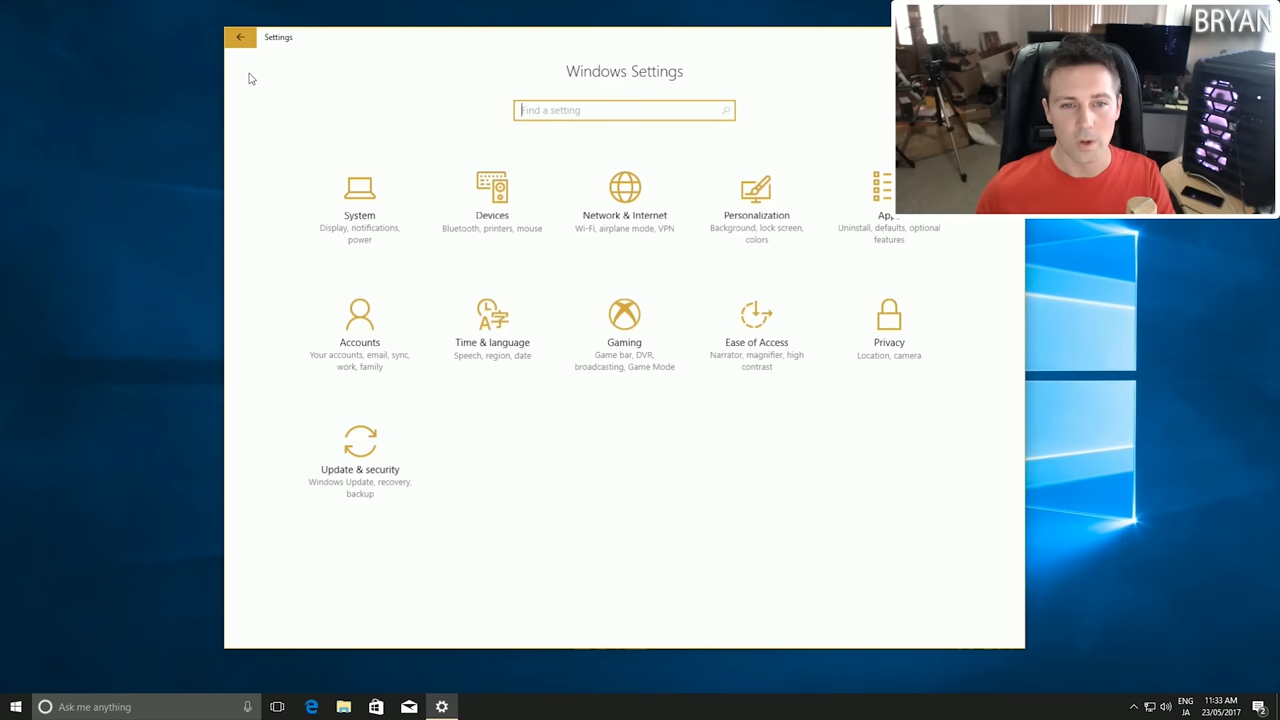 BRYAN
Settings
Windows Settings
Find a setting
System
Display, notifications,
power
Devices
Bluetooth, printers, mouse
Network & Internet
Wi-Fi, airplane mode, VPN
Personalization
Background, lock screen,
colors
App
Uninstall, defaults, optional
features
Accounts
Your accounts, email, sync,
work, family
A字
Time & language
Speech, region, date
Gaming
Game bar, DVR,
broadcasting, Game Mode
Ease of Access
Narrator, magnifier, high
contrast
Privacy
Location, camera
Update & security
Windows Update, recovery,
backup
Ask me anything
ENG
JA
11:33 AM
23/05/2017
2